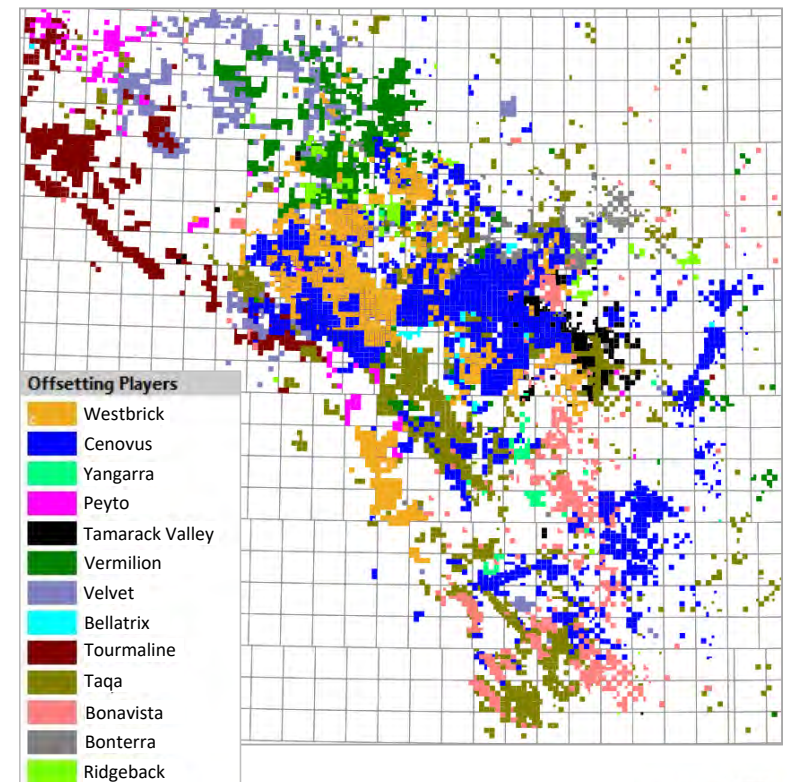 Offsetting Players
Westbrick
Cenovus
Yangarra
Peyto
Tamarack Valley
Vermilion
Velvet
Bellatrix
Tourmaline
Taqa
Bonavista
Bonterra
Ridgeback